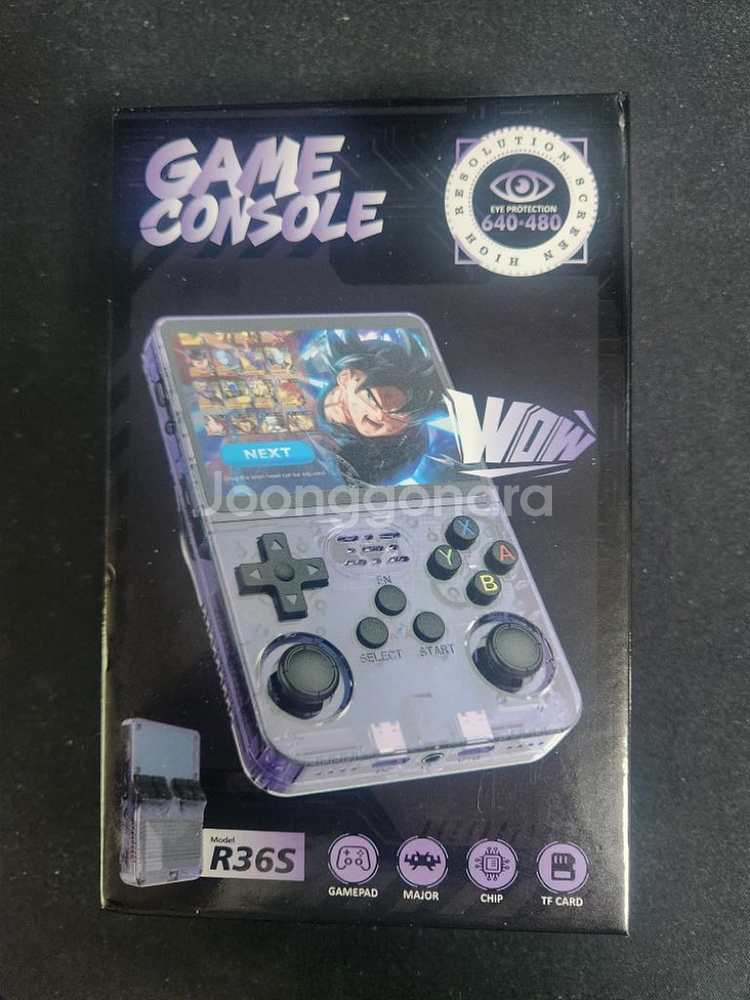 GAME
CONSOLE
HIGH RESOLUTION SCREEN
EYE PROTECTION
640*480
NEXT
WOW
Joonggonara
X
Y
A
B
EN
SELECT
START
Model
R36S
GAMEPAD
MAJOR
CHIP
TF CARD